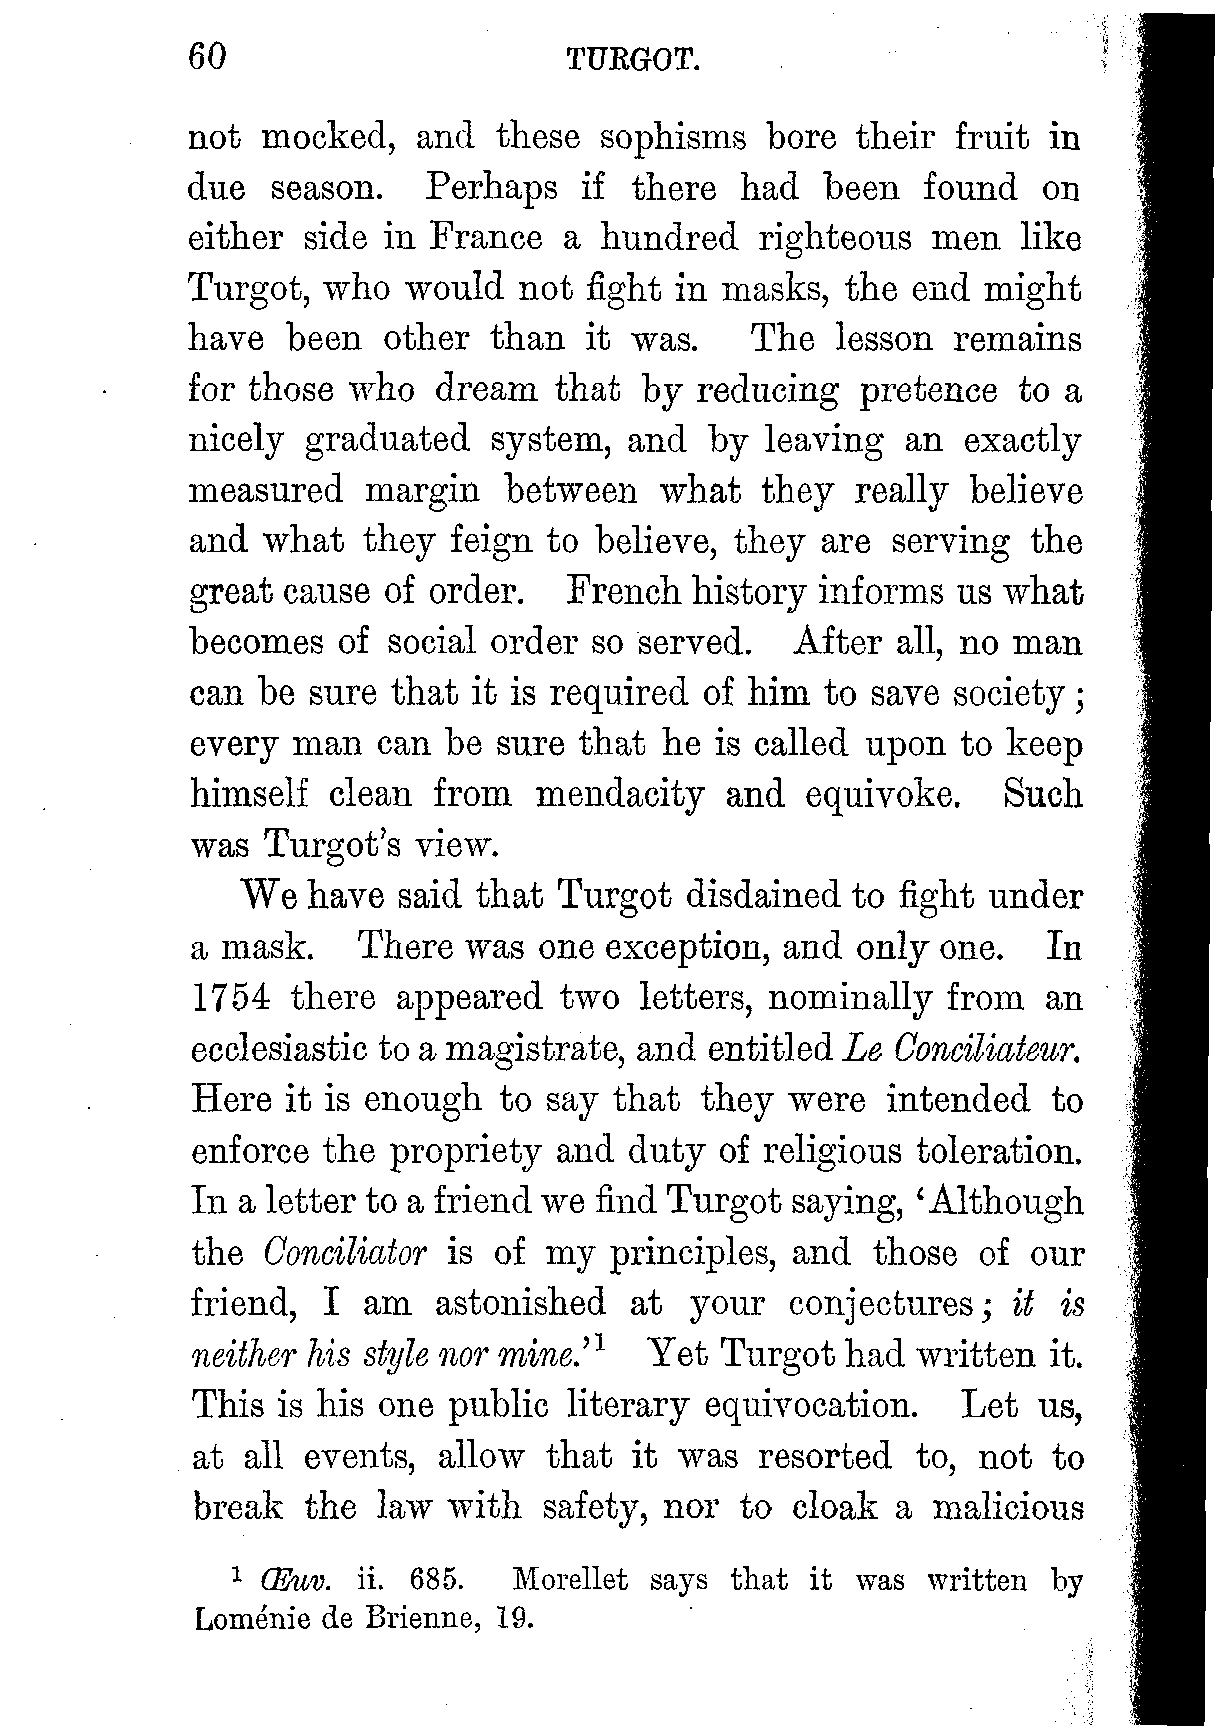 60 TURGOT.
not mocked, and these sophisms bore their fruit in
due season. Perhaps if there had been found on
either side in France a hundred righteous men like
Turgot, who would not fight in masks, the end might
have been other than it was. The lesson remains
for those who dream that by reducing pretence to a
nicely graduated system, and by leaving an exactly
measured margin between what they really believe
and what they feign to believe, they are serving the
great cause of order. French history informs us what
becomes of social order so served. After all, no man
can be sure that it is required of him to save society;
every man can be sure that he is called upon to keep
himself clean from mendacity and equivoke. Such
was Turgot's view.
We have said that Turgot disdained to fight under
a mask. There was one exception, and only one. In
1754 there appeared two letters, nominally from an
ecclesiastic to a magistrate, and entitled Le Conciliateur.
Here it is enough to say that they were intended to
enforce the propriety and duty of religious toleration.
In a letter to a friend we find Turgot saying, ‘Although
the Conciliator is of my principles, and those of our
friend, I am astonished at your conjectures; it is
neither his style nor mine.’¹ Yet Turgot had written it.
This is his one public literary equivocation. Let us,
at all events, allow that it was resorted to, not to
break the law with safety, nor to cloak a malicious
¹ Œuv. ii. 685. Morellet says that it was written by
Loménie de Brienne, 19.